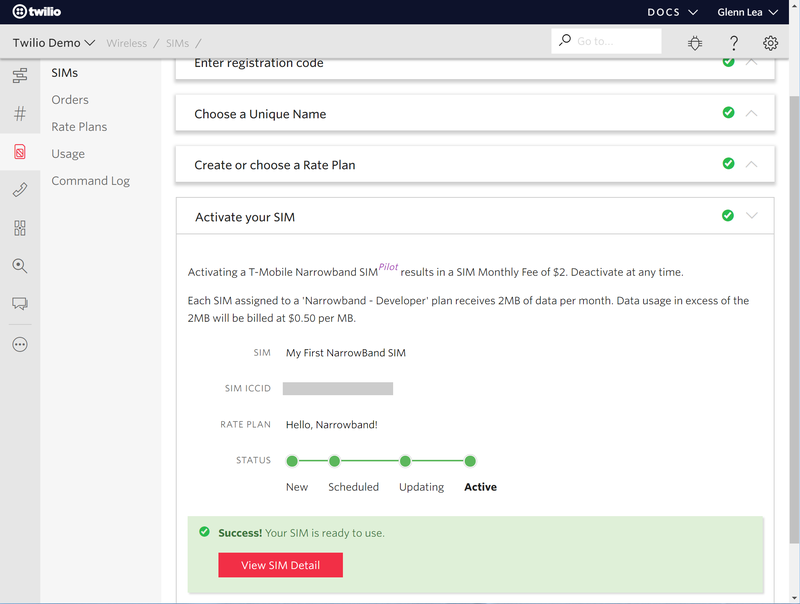 twilio
DOCS
Glenn Lea
Twilio Demo
Wireless / SIMs /
Go to...
?
SIMs
Orders
Rate Plans
Usage
Command Log
#
Enter registration code
Choose a Unique Name
Create or choose a Rate Plan
Activate your SIM
Activating a T-Mobile Narrowband SIM Pilot results in a SIM Monthly Fee of $2. Deactivate at any time.
Each SIM assigned to a 'Narrowband - Developer' plan receives 2MB of data per month. Data usage in excess of the
2MB will be billed at $0.50 per MB.
SIM My First NarrowBand SIM
SIM ICCID
RATE PLAN Hello, Narrowband!
STATUS
New Scheduled Updating Active
Success! Your SIM is ready to use.
View SIM Detail